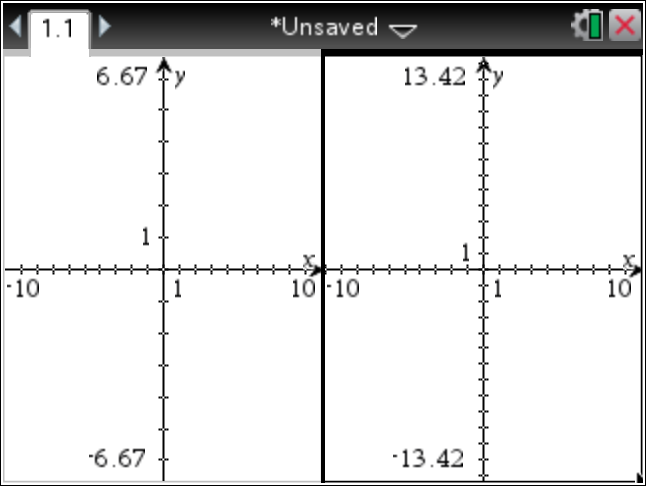 1.1 *Unsaved
6.67 y
1
x
-10 1 10
-6.67
13.42 y
1
x
-10 1 10
-13.42